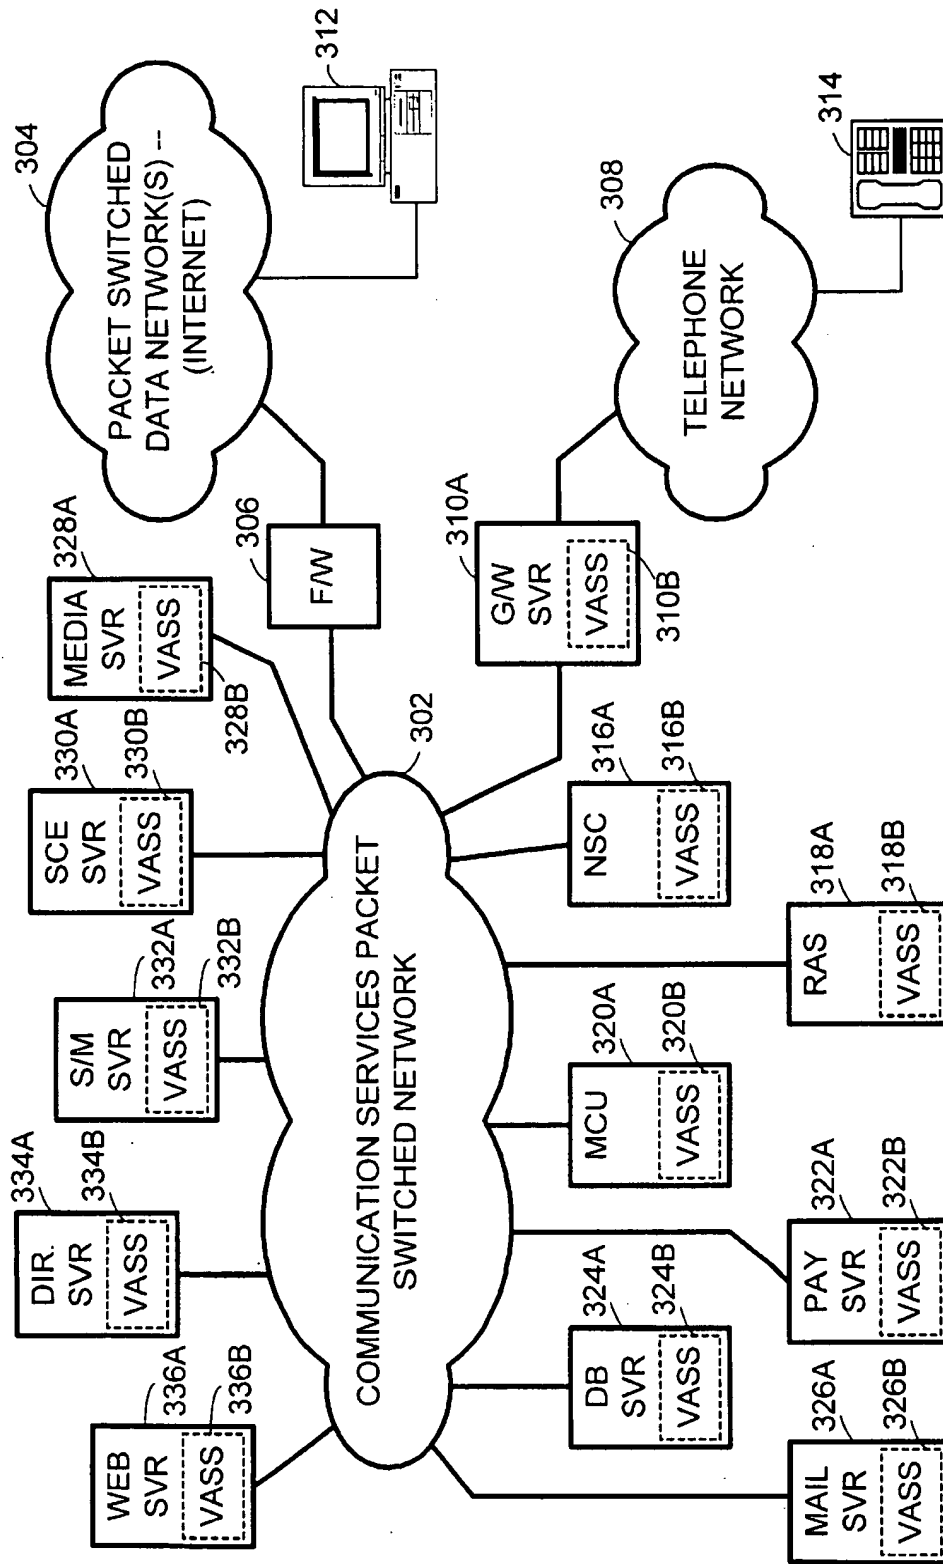 336A
WEB
SVR
VASS
336B
334A
DIR.
SVR
VASS
334B
332A
S/M
SVR
VASS
332B
330A
SCE
SVR
VASS
330B
328A
MEDIA
SVR
VASS
328B
304
PACKET SWITCHED
DATA NETWORK(S) --
(INTERNET)
312
306
F/W
302
COMMUNICATION SERVICES PACKET
SWITCHED NETWORK
310A
G/W
SVR
VASS
310B
308
TELEPHONE
NETWORK
314
324A
DB
SVR
VASS
324B
320A
MCU
VASS
320B
316A
NSC
VASS
316B
326A
MAIL
SVR
VASS
326B
322A
PAY
SVR
VASS
322B
318A
RAS
VASS
318B